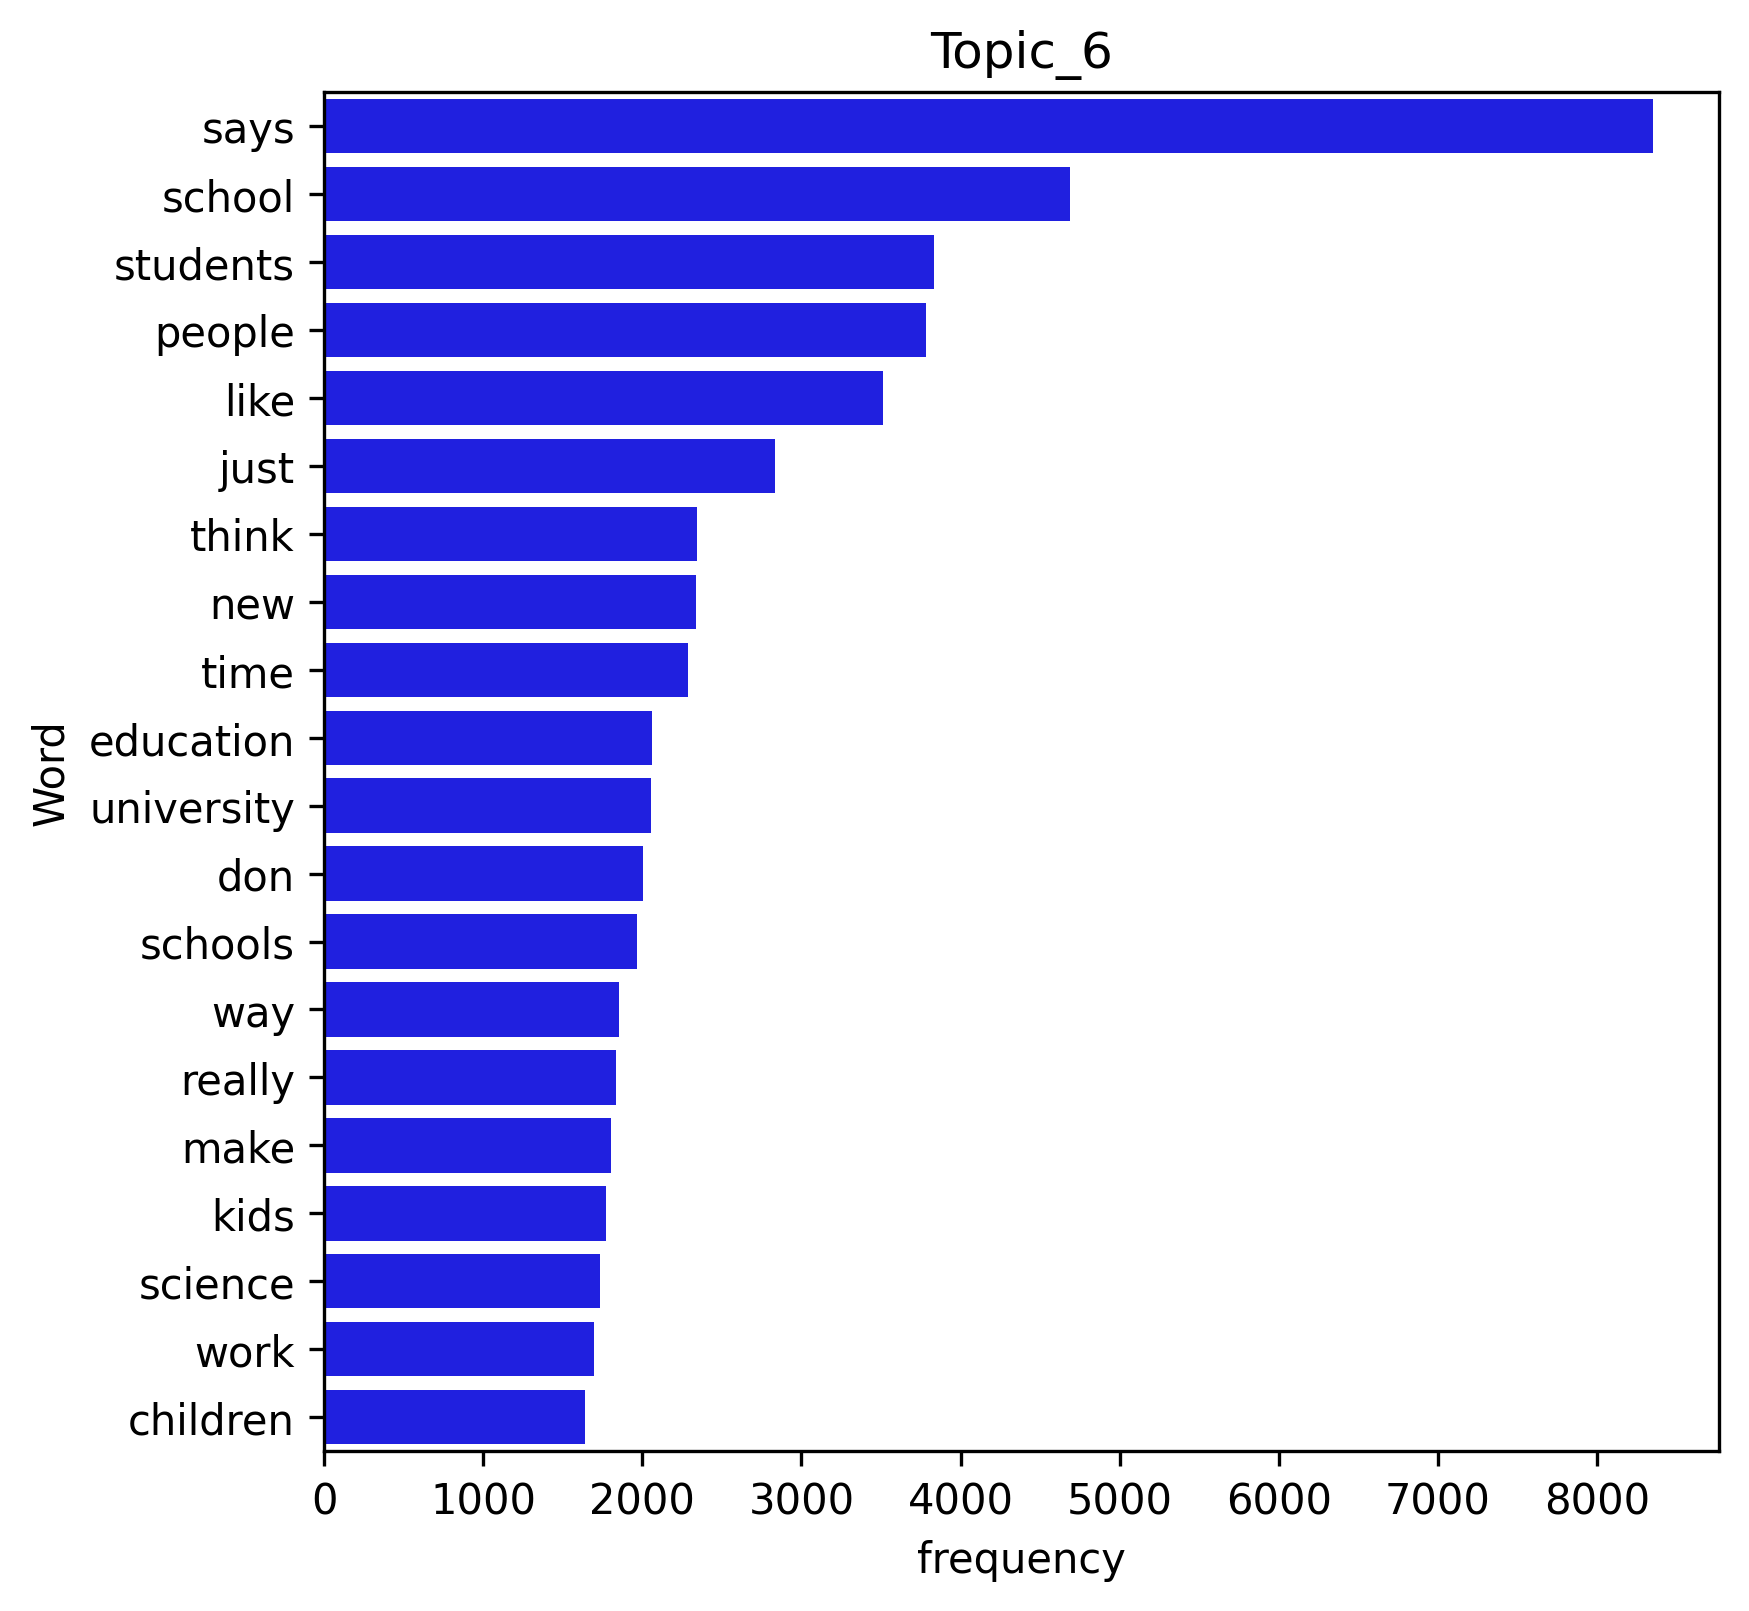 Topic_6
says
school
students
people
like
just
think
new
time
education
university
don
schools
way
really
make
kids
science
work
children
Word
0 1000 2000 3000 4000 5000 6000 7000 8000
frequency